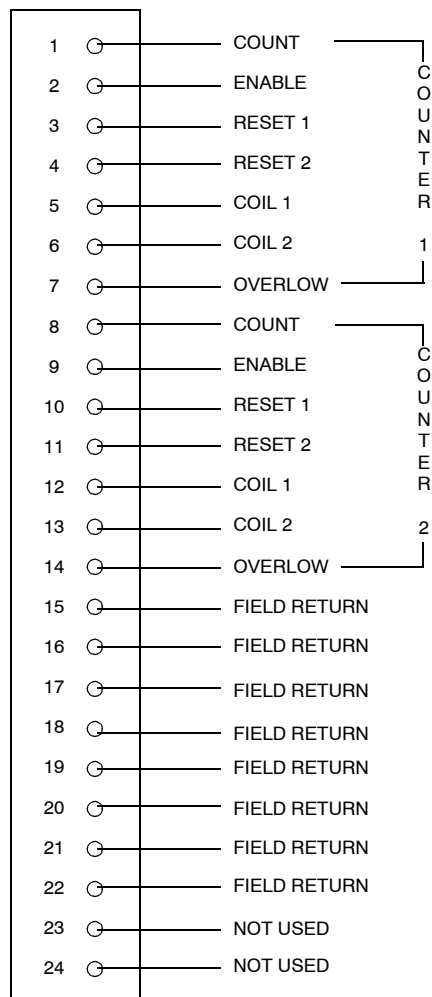 1 COUNT
2 ENABLE
3 RESET 1
4 RESET 2
5 COIL 1
6 COIL 2
7 OVERLOW
COUNTER 1
8 COUNT
9 ENABLE
10 RESET 1
11 RESET 2
12 COIL 1
13 COIL 2
14 OVERLOW
COUNTER 2
15 FIELD RETURN
16 FIELD RETURN
17 FIELD RETURN
18 FIELD RETURN
19 FIELD RETURN
20 FIELD RETURN
21 FIELD RETURN
22 FIELD RETURN
23 NOT USED
24 NOT USED